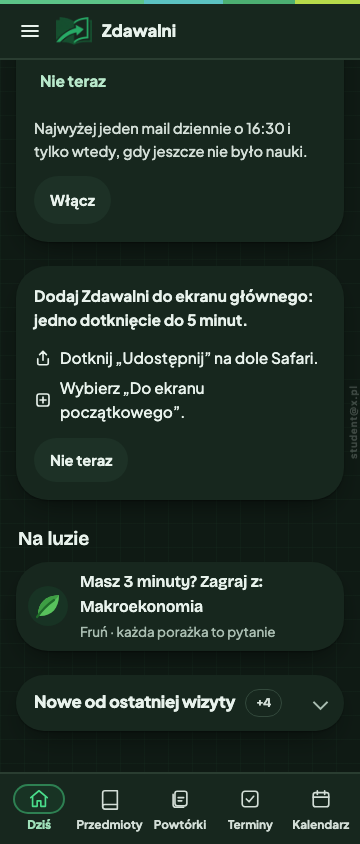 Zdawalni
Nie teraz
Najwyżej jeden mail dziennie o 16:30 i
tylko wtedy, gdy jeszcze nie było nauki.
Włącz
Dodaj Zdawalni do ekranu głównego:
jedno dotknięcie do 5 minut.
Dotknij „Udostępnij” na dole Safari.
Wybierz „Do ekranu
początkowego”.
Nie teraz
student@x.pl
Na luzie
Masz 3 minuty? Zagraj z:
Makroekonomia
Fruń · każda porażka to pytanie
Nowe od ostatniej wizyty +4
Dziś Przedmioty Powtórki Terminy Kalendarz